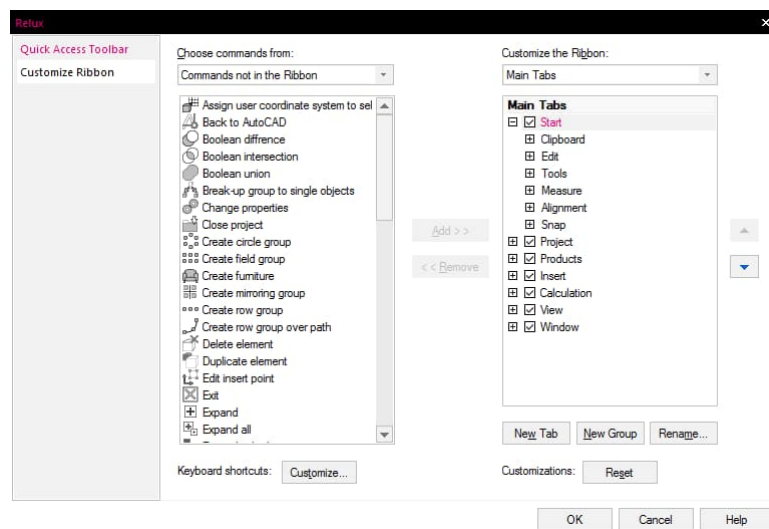 Relux
Quick Access Toolbar
Customize Ribbon
Choose commands from:
Commands not in the Ribbon
Assign user coordinate system to sel
Back to AutoCAD
Boolean diffrence
Boolean intersection
Boolean union
Break-up group to single objects
Change properties
Close project
Create circle group
Create field group
Create furniture
Create mirroring group
Create row group
Create row group over path
Delete element
Duplicate element
Edit insert point
Exit
Expand
Expand all
Keyboard shortcuts: Customize...
Add > >
< < Remove
Customize the Ribbon:
Main Tabs
Main Tabs
Start
Clipboard
Edit
Tools
Measure
Alignment
Snap
Project
Products
Insert
Calculation
View
Window
New Tab New Group Rename...
Customizations: Reset
OK Cancel Help